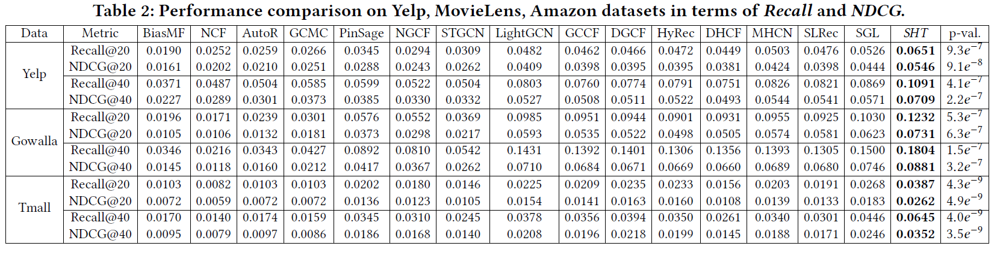 Table 2: Performance comparison on Yelp, MovieLens, Amazon datasets in terms of Recall and NDCG.
Data Metric BiasMF NCF AutoR GCMC PinSage NGCF STGCN LightGCN GCCF DGCF HyRec DHCF MHCN SLRec SGL SHT p-val.
Yelp
Recall@20 0.0190 0.0252 0.0259 0.0266 0.0345 0.0294 0.0309 0.0482 0.0462 0.0466 0.0472 0.0449 0.0503 0.0476 0.0526 0.0651 9.3e−7
NDCG@20 0.0161 0.0202 0.0210 0.0251 0.0288 0.0243 0.0262 0.0409 0.0398 0.0395 0.0395 0.0381 0.0424 0.0398 0.0444 0.0546 9.1e−8
Recall@40 0.0371 0.0487 0.0504 0.0585 0.0599 0.0522 0.0504 0.0803 0.0760 0.0774 0.0791 0.0751 0.0826 0.0821 0.0869 0.1091 4.1e−7
NDCG@40 0.0227 0.0289 0.0301 0.0373 0.0385 0.0330 0.0332 0.0527 0.0508 0.0511 0.0522 0.0493 0.0544 0.0541 0.0571 0.0709 2.2e−7
Gowalla
Recall@20 0.0196 0.0171 0.0239 0.0301 0.0576 0.0552 0.0369 0.0985 0.0951 0.0944 0.0901 0.0931 0.0955 0.0925 0.1030 0.1232 5.3e−7
NDCG@20 0.0105 0.0106 0.0132 0.0181 0.0373 0.0298 0.0217 0.0593 0.0535 0.0522 0.0498 0.0505 0.0574 0.0581 0.0623 0.0731 6.3e−7
Recall@40 0.0346 0.0216 0.0343 0.0427 0.0892 0.0810 0.0542 0.1431 0.1392 0.1401 0.1306 0.1356 0.1393 0.1305 0.1500 0.1804 1.5e−7
NDCG@40 0.0145 0.0118 0.0160 0.0212 0.0417 0.0367 0.0262 0.0710 0.0684 0.0671 0.0669 0.0660 0.0689 0.0680 0.0746 0.0881 3.2e−7
Tmall
Recall@20 0.0103 0.0082 0.0103 0.0103 0.0202 0.0180 0.0146 0.0225 0.0209 0.0235 0.0233 0.0156 0.0203 0.0191 0.0268 0.0387 4.3e−9
NDCG@20 0.0072 0.0059 0.0072 0.0072 0.0136 0.0123 0.0105 0.0154 0.0141 0.0163 0.0160 0.0108 0.0139 0.0133 0.0183 0.0262 4.9e−9
Recall@40 0.0170 0.0140 0.0174 0.0159 0.0345 0.0310 0.0245 0.0378 0.0356 0.0394 0.0350 0.0261 0.0340 0.0301 0.0446 0.0645 4.0e−9
NDCG@40 0.0095 0.0079 0.0097 0.0086 0.0186 0.0168 0.0140 0.0208 0.0196 0.0218 0.0199 0.0145 0.0188 0.0171 0.0246 0.0352 3.5e−9